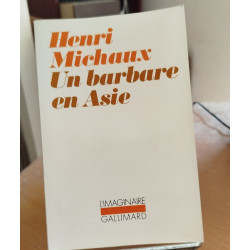 Henri
Michaux
Un barbare
en Asie
L'IMAGINAIRE
GALLIMARD